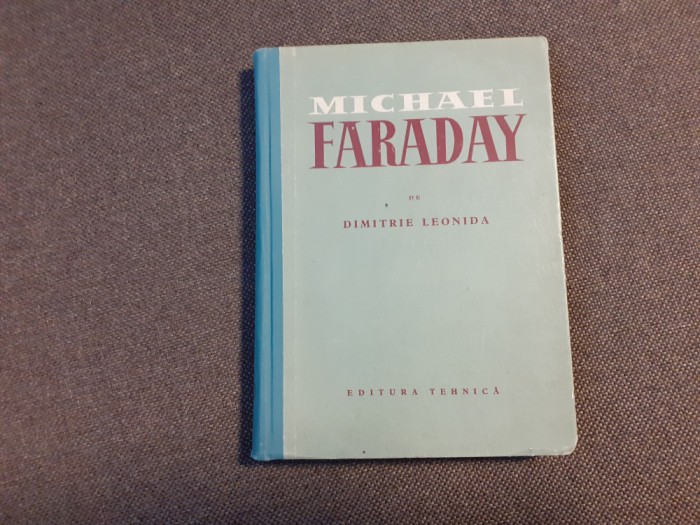 MICHAEL
FARADAY
DE
DIMITRIE LEONIDA
EDITURA TEHNICĂ